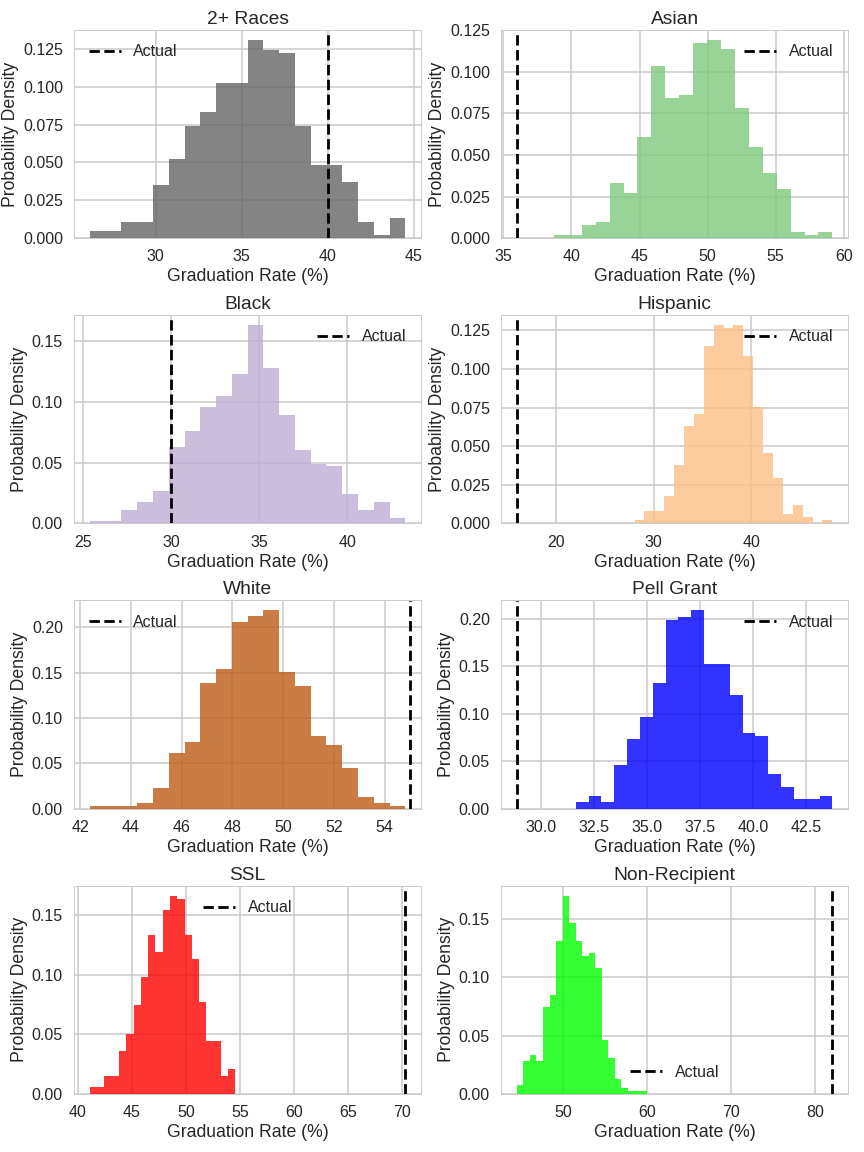 2+ Races
Probability Density
0.125
0.100
0.075
0.050
0.025
0.000
Actual
30
35
40
45
Graduation Rate (%)
Asian
Probability Density
0.125
0.100
0.075
0.050
0.025
0.000
Actual
35
40
45
50
55
60
Graduation Rate (%)
Black
Probability Density
0.15
0.10
0.05
0.00
Actual
25
30
35
40
Graduation Rate (%)
Hispanic
Probability Density
0.125
0.100
0.075
0.050
0.025
0.000
Actual
20
30
40
Graduation Rate (%)
White
Probability Density
0.20
0.15
0.10
0.05
0.00
Actual
42
44
46
48
50
52
54
Graduation Rate (%)
Pell Grant
Probability Density
0.20
0.15
0.10
0.05
0.00
Actual
30.0
32.5
35.0
37.5
40.0
42.5
Graduation Rate (%)
SSL
Probability Density
0.15
0.10
0.05
0.00
Actual
40
45
50
55
60
65
70
Graduation Rate (%)
Non-Recipient
Probability Density
0.15
0.10
0.05
0.00
Actual
50
60
70
80
Graduation Rate (%)